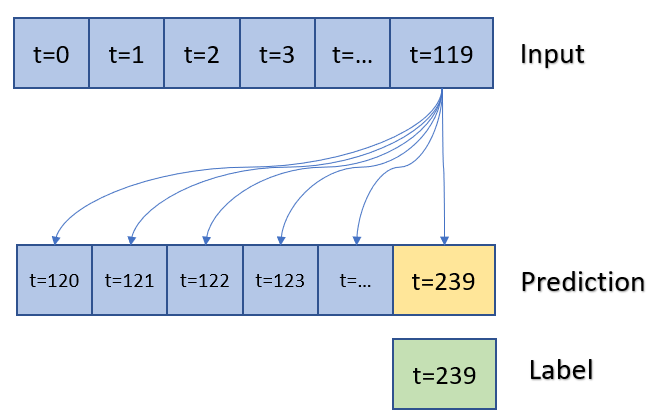 t=0 t=1 t=2 t=3 t=... t=119 Input
t=120 t=121 t=122 t=123 t=... t=239 Prediction
t=239 Label